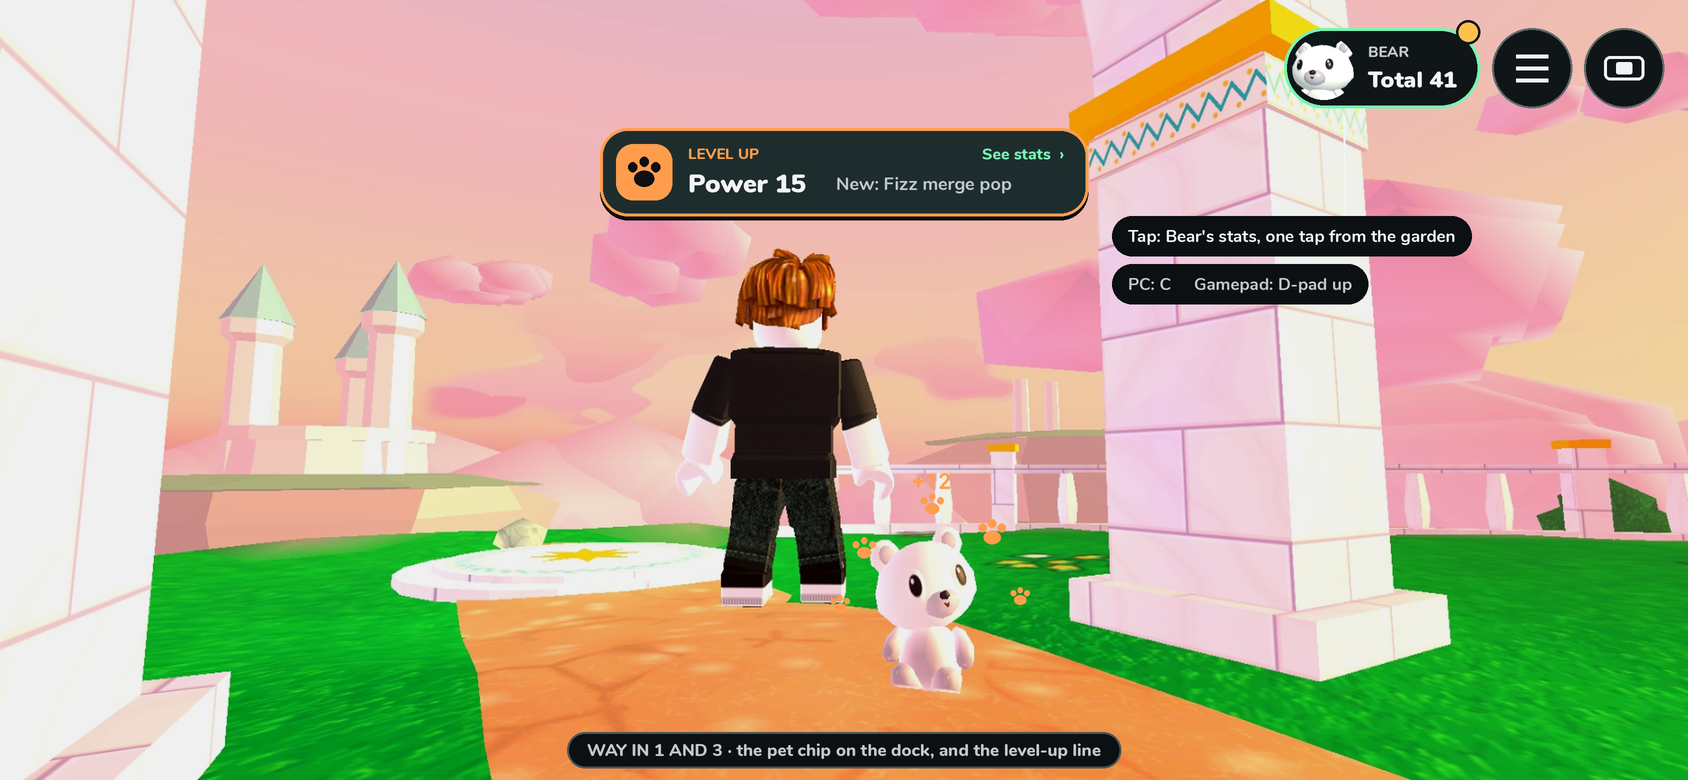 BEAR
Total 41
LEVEL UP
See stats ›
Power 15
New: Fizz merge pop
Tap: Bear's stats, one tap from the garden
PC: C Gamepad: D-pad up
+12
WAY IN 1 AND 3 · the pet chip on the dock, and the level-up line